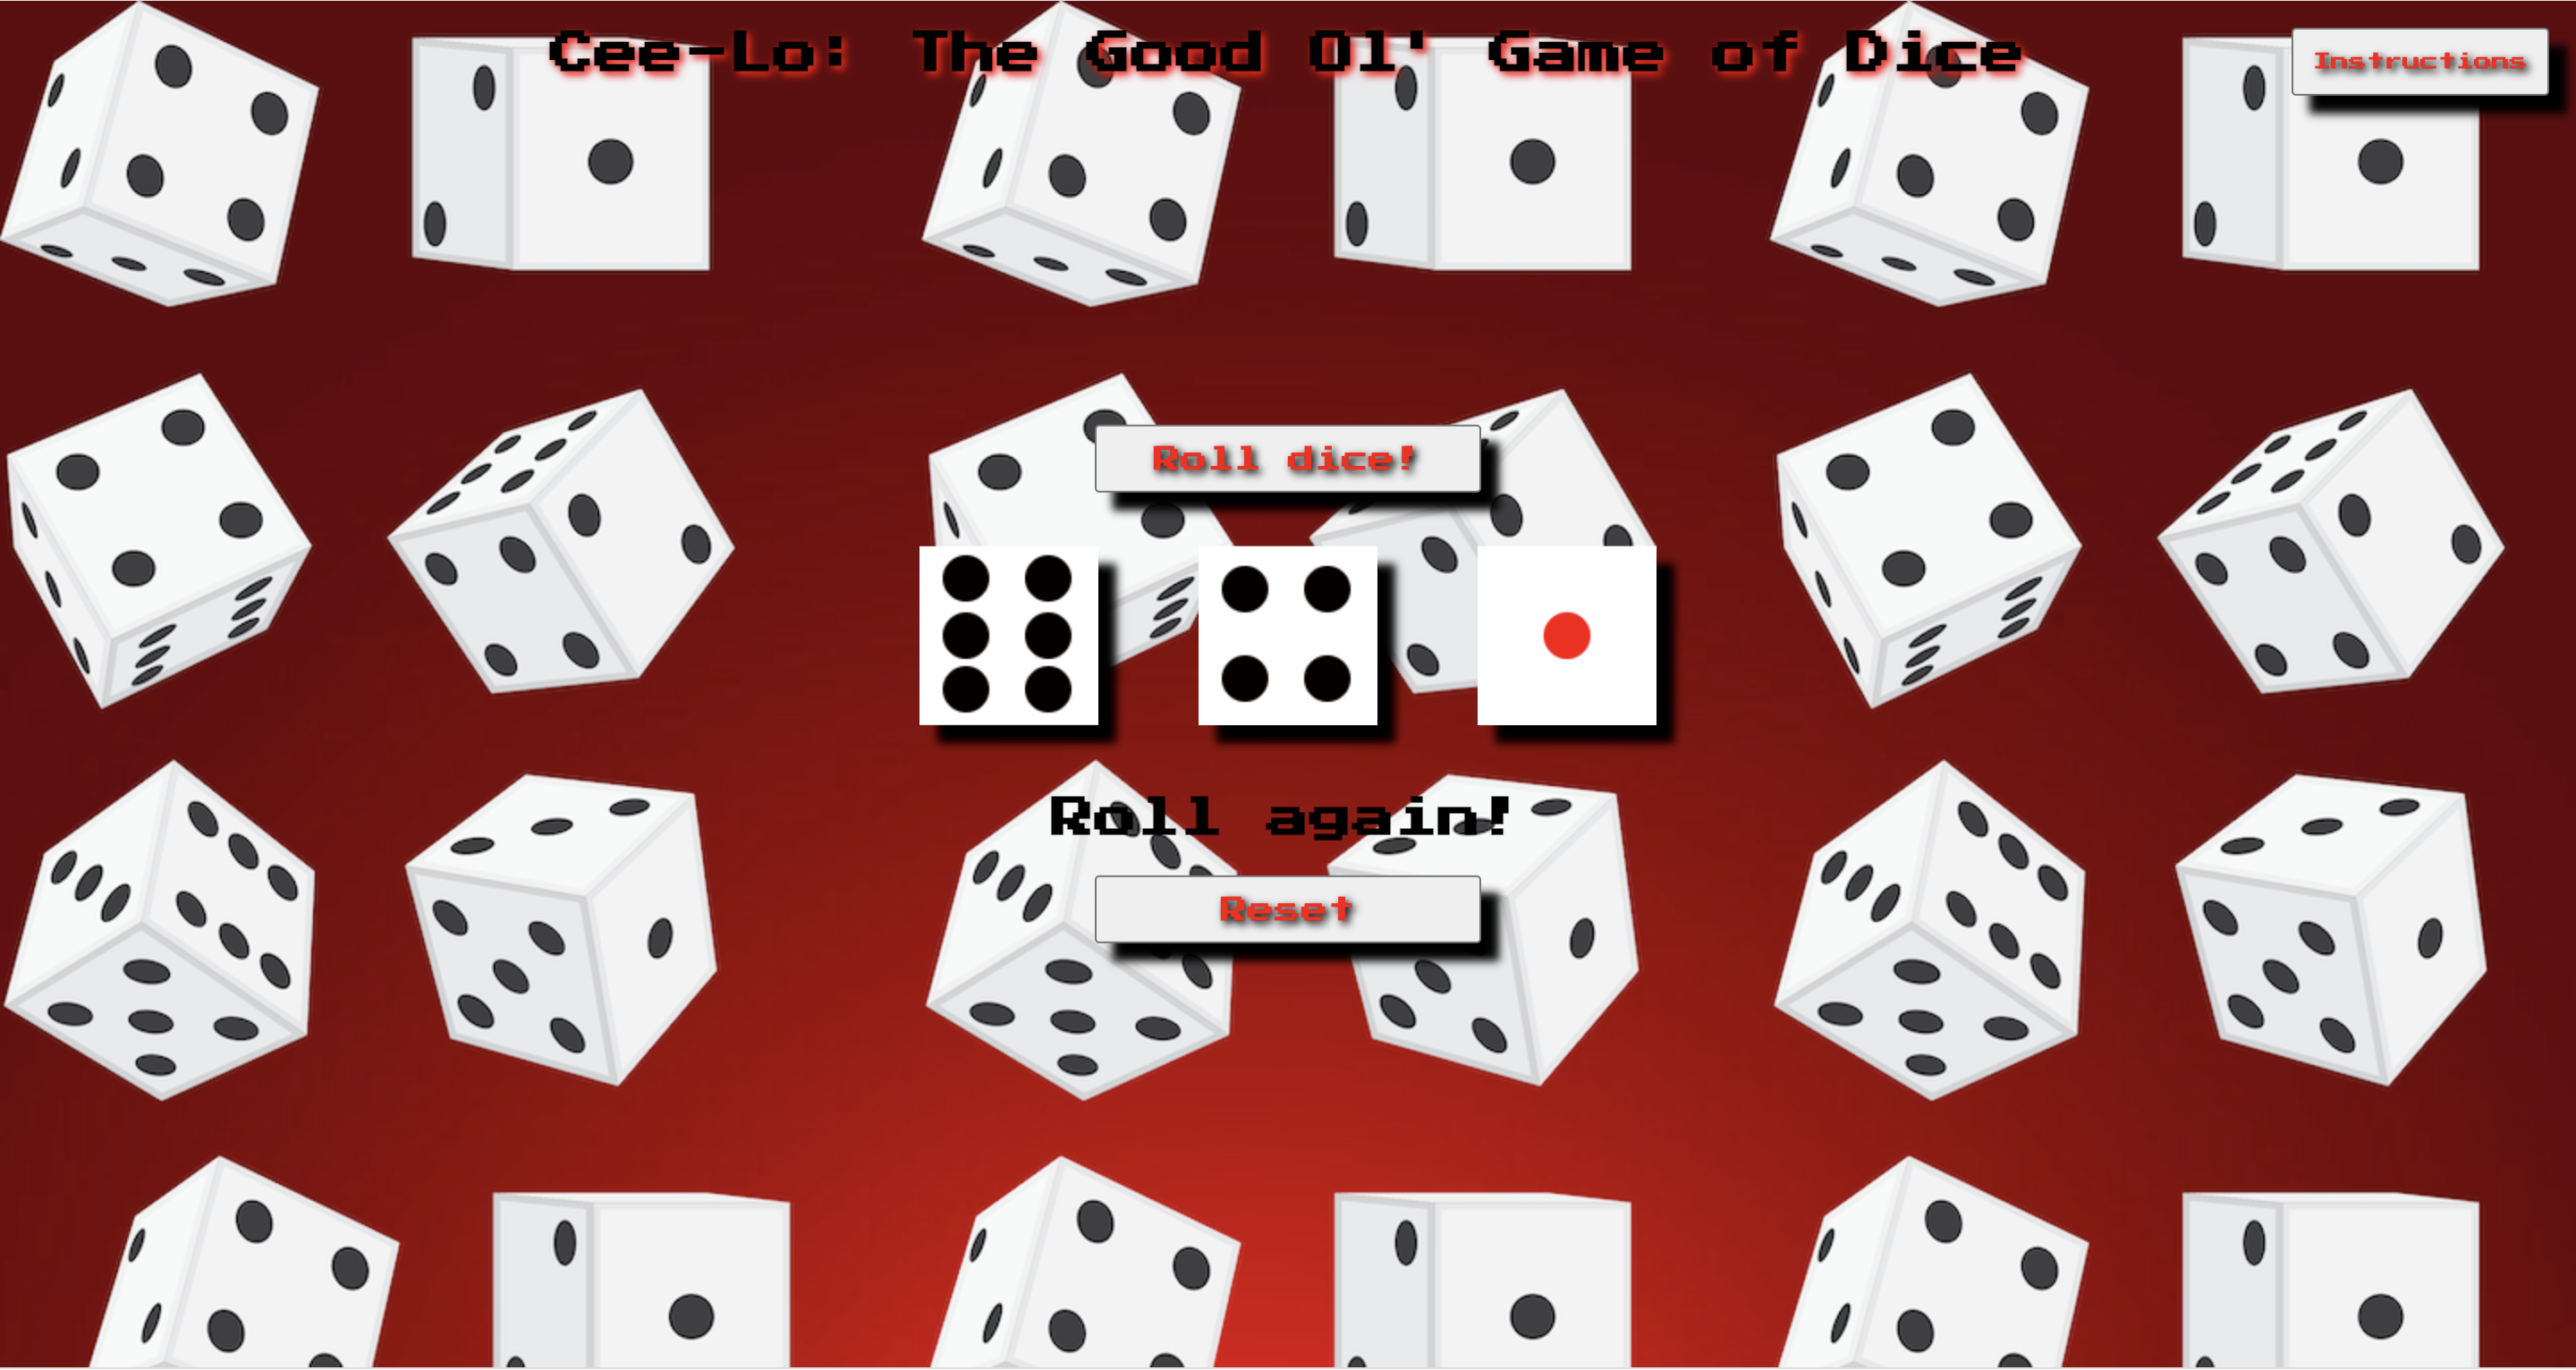 Cee-Lo: The Good Ol' Game of Dice
Instructions
Roll dice!
Roll again!
Reset